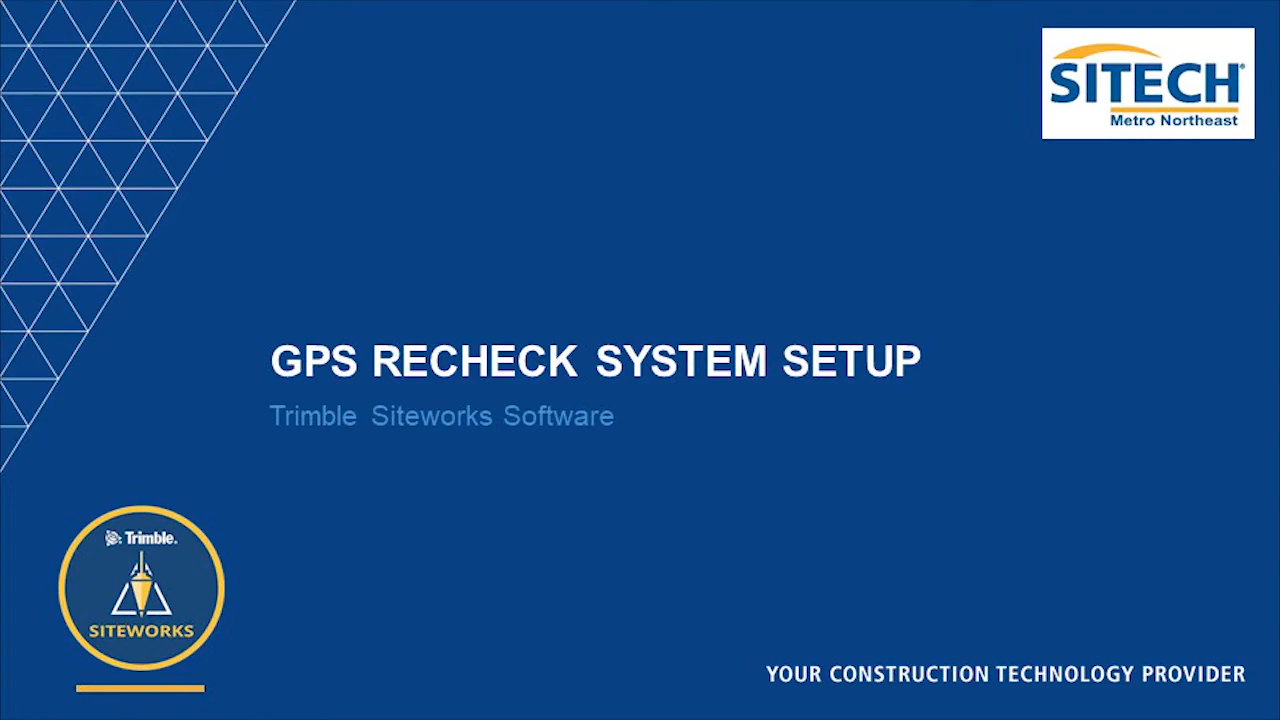 SITECH®
Metro Northeast
GPS RECHECK SYSTEM SETUP
Trimble Siteworks Software
Trimble.
SITEWORKS
YOUR CONSTRUCTION TECHNOLOGY PROVIDER